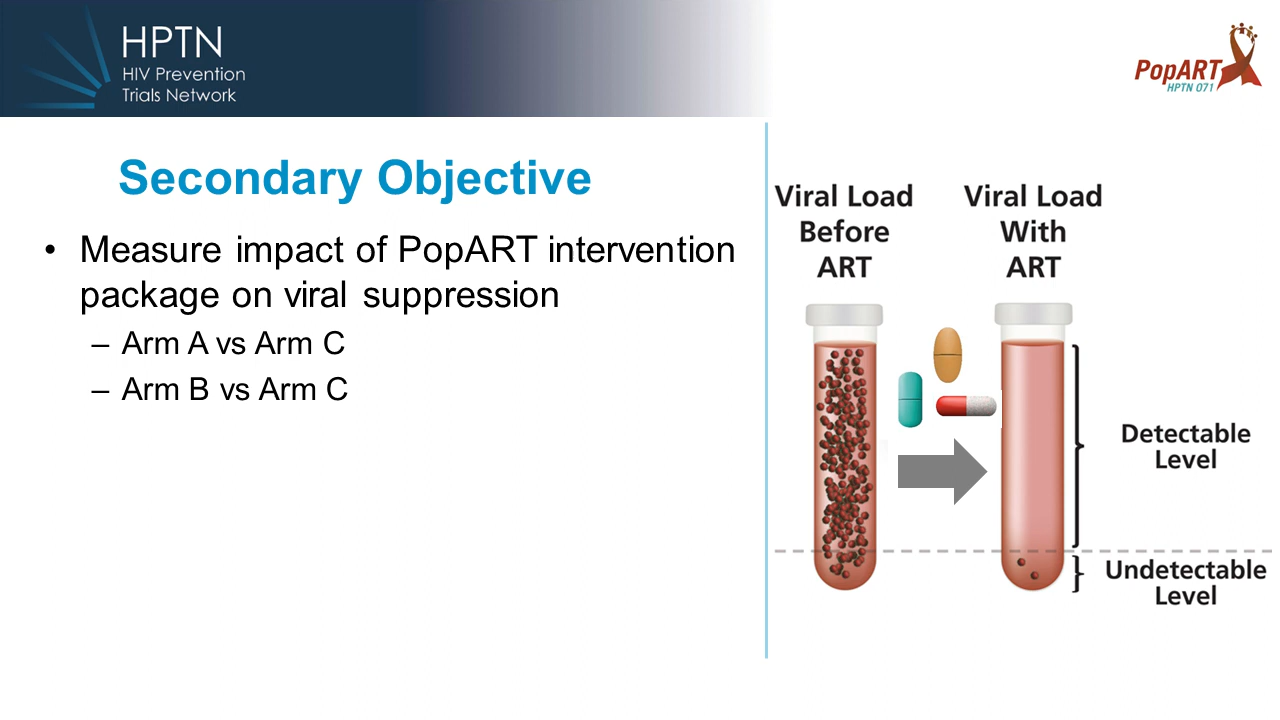 HPTN
HIV Prevention
Trials Network
PopART
HPTN 071
Secondary Objective
• Measure impact of PopART intervention
package on viral suppression
– Arm A vs Arm C
– Arm B vs Arm C
Viral Load
Before
ART
Viral Load
With
ART
Detectable
Level
Undetectable
Level